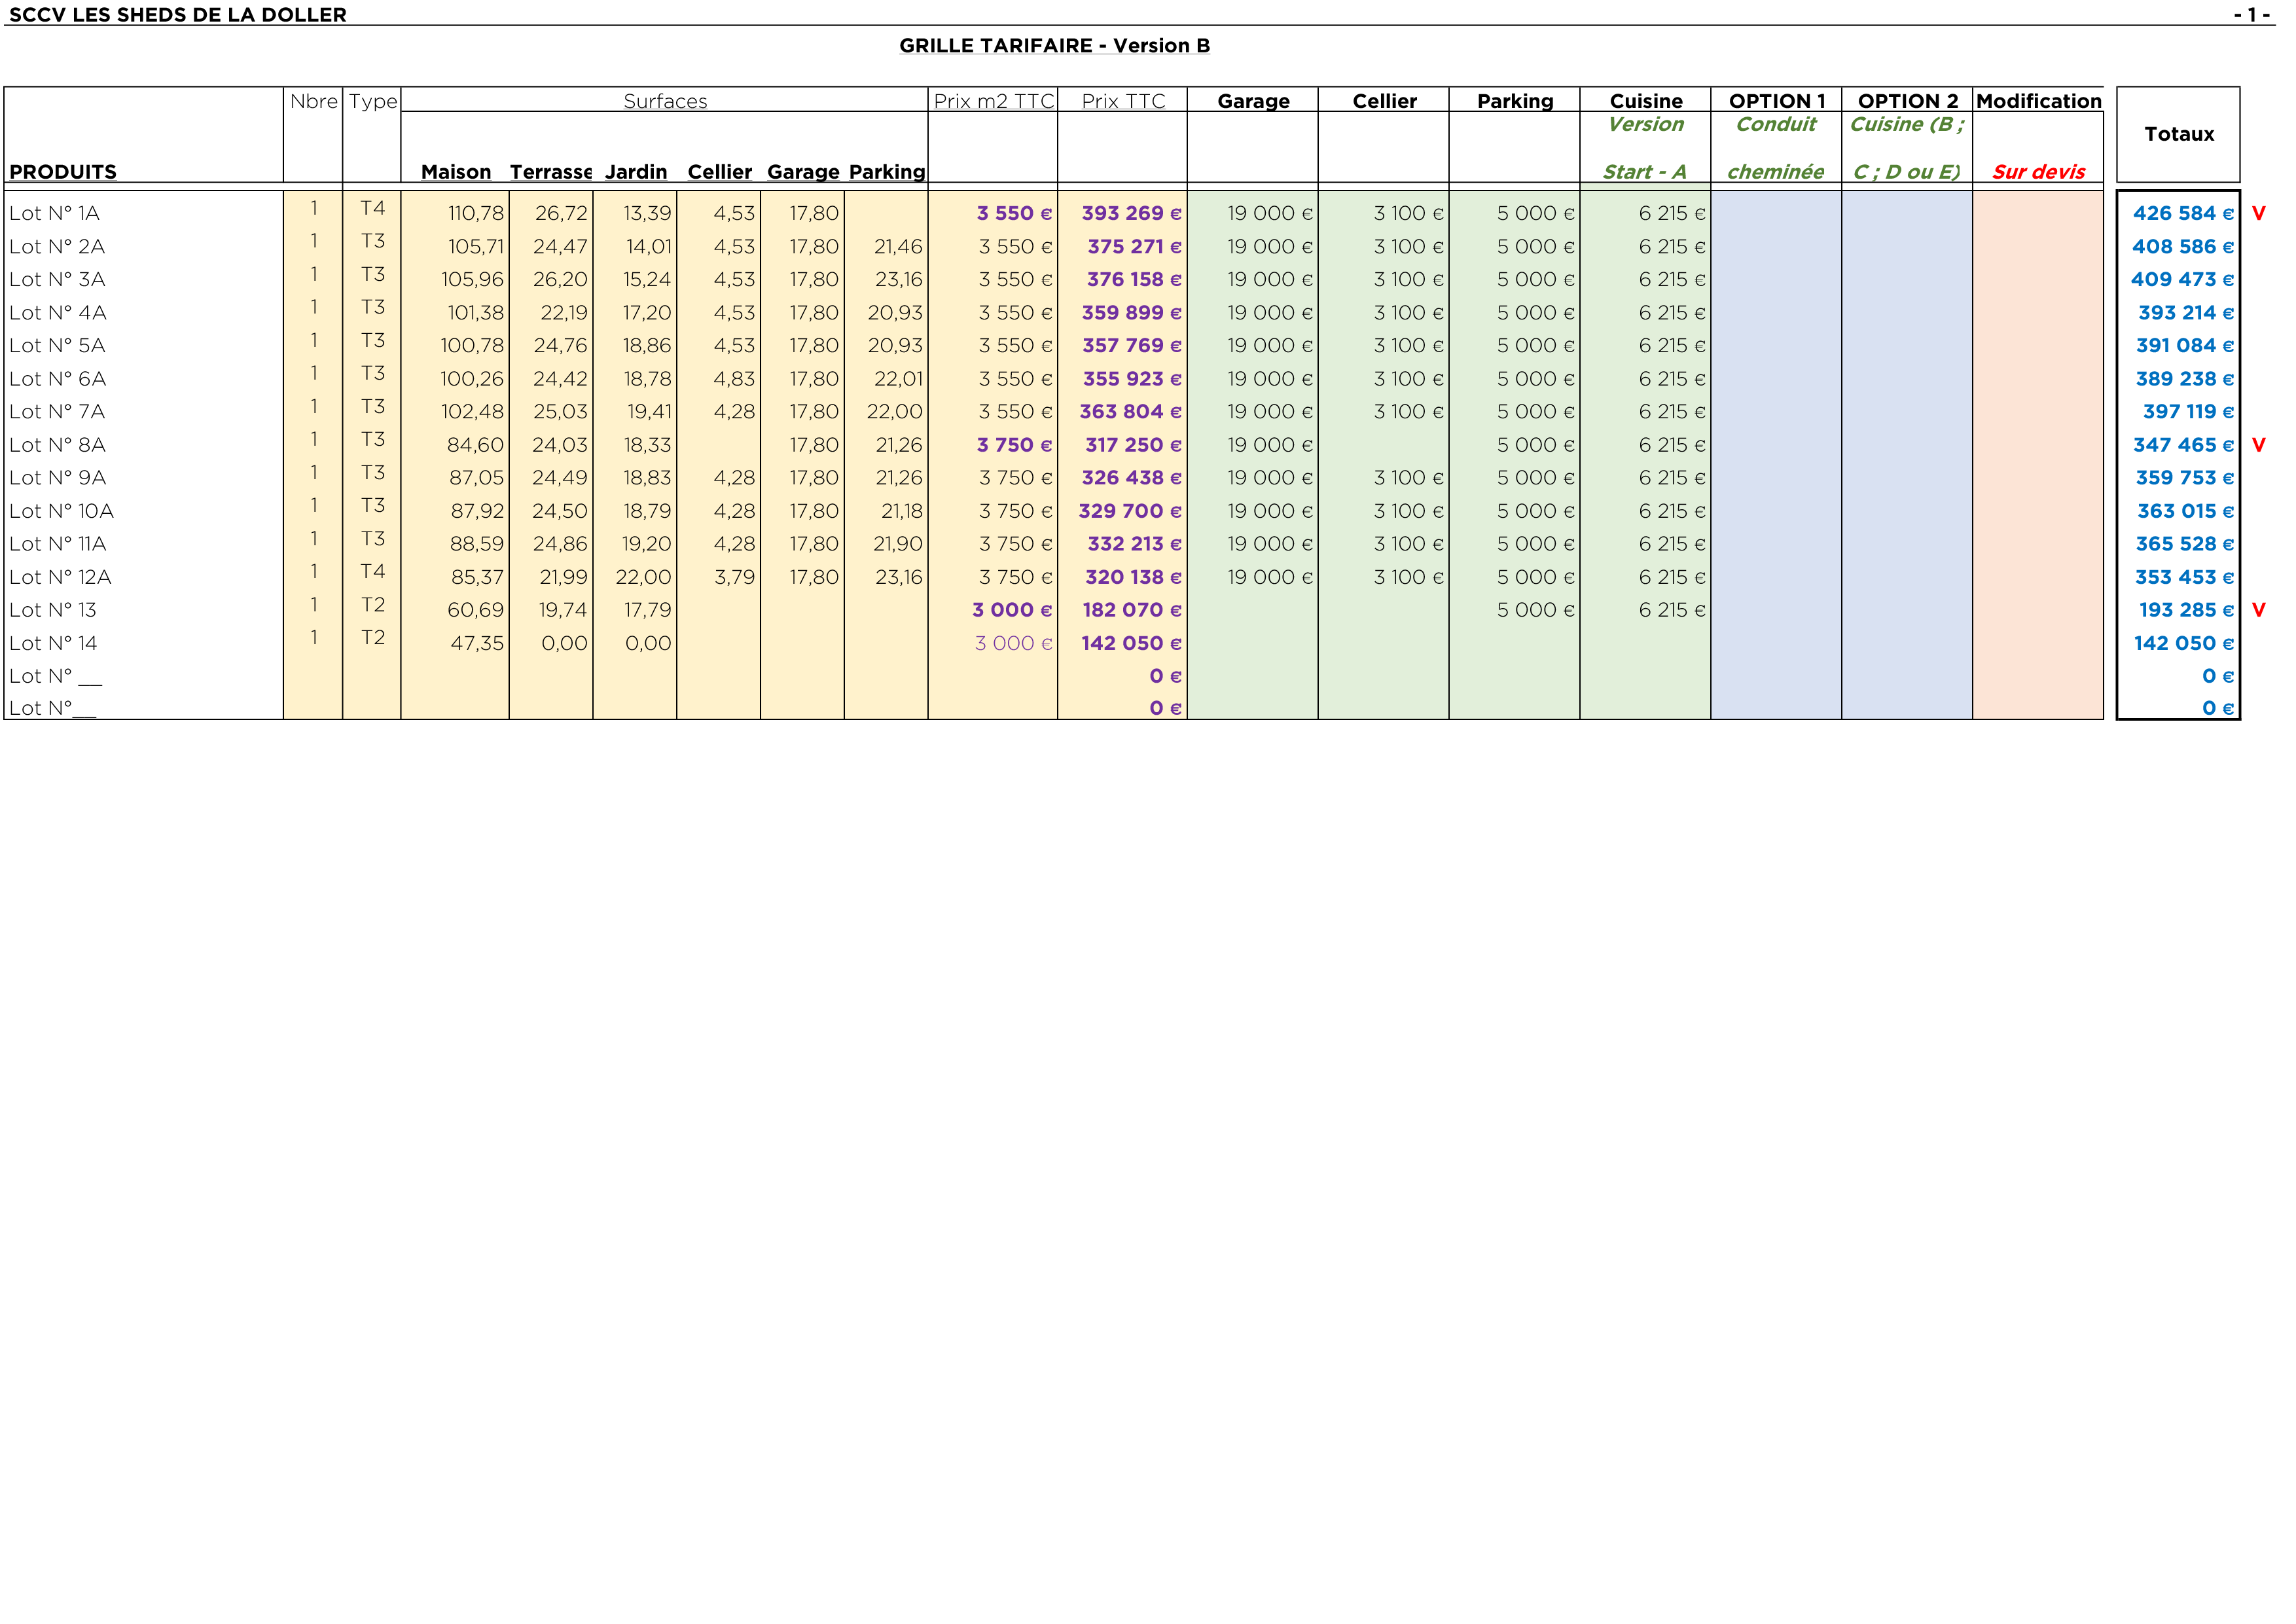 SCCV LES SHEDS DE LA DOLLER - 1 -
GRILLE TARIFAIRE - Version B
Nbre Type Surfaces Prix m2 TTC Prix TTC Garage Cellier Parking Cuisine OPTION 1 OPTION 2 Modification
Version Conduit Cuisine (B ;
Totaux
PRODUITS Maison Terrasse Jardin Cellier Garage Parking Start - A cheminée C ; D ou E) Sur devis
Lot N° 1A 1 T4 110,78 26,72 13,39 4,53 17,80 3 550 € 393 269 € 19 000 € 3 100 € 5 000 € 6 215 € 426 584 € V
Lot N° 2A 1 T3 105,71 24,47 14,01 4,53 17,80 21,46 3 550 € 375 271 € 19 000 € 3 100 € 5 000 € 6 215 € 408 586 €
Lot N° 3A 1 T3 105,96 26,20 15,24 4,53 17,80 23,16 3 550 € 376 158 € 19 000 € 3 100 € 5 000 € 6 215 € 409 473 €
Lot N° 4A 1 T3 101,38 22,19 17,20 4,53 17,80 20,93 3 550 € 359 899 € 19 000 € 3 100 € 5 000 € 6 215 € 393 214 €
Lot N° 5A 1 T3 100,78 24,76 18,86 4,53 17,80 20,93 3 550 € 357 769 € 19 000 € 3 100 € 5 000 € 6 215 € 391 084 €
Lot N° 6A 1 T3 100,26 24,42 18,78 4,83 17,80 22,01 3 550 € 355 923 € 19 000 € 3 100 € 5 000 € 6 215 € 389 238 €
Lot N° 7A 1 T3 102,48 25,03 19,41 4,28 17,80 22,00 3 550 € 363 804 € 19 000 € 3 100 € 5 000 € 6 215 € 397 119 €
Lot N° 8A 1 T3 84,60 24,03 18,33 17,80 21,26 3 750 € 317 250 € 19 000 € 5 000 € 6 215 € 347 465 € V
Lot N° 9A 1 T3 87,05 24,49 18,83 4,28 17,80 21,26 3 750 € 326 438 € 19 000 € 3 100 € 5 000 € 6 215 € 359 753 €
Lot N° 10A 1 T3 87,92 24,50 18,79 4,28 17,80 21,18 3 750 € 329 700 € 19 000 € 3 100 € 5 000 € 6 215 € 363 015 €
Lot N° 11A 1 T3 88,59 24,86 19,20 4,28 17,80 21,90 3 750 € 332 213 € 19 000 € 3 100 € 5 000 € 6 215 € 365 528 €
Lot N° 12A 1 T4 85,37 21,99 22,00 3,79 17,80 23,16 3 750 € 320 138 € 19 000 € 3 100 € 5 000 € 6 215 € 353 453 €
Lot N° 13 1 T2 60,69 19,74 17,79 3 000 € 182 070 € 5 000 € 6 215 € 193 285 € V
Lot N° 14 1 T2 47,35 0,00 0,00 3 000 € 142 050 € 142 050 €
Lot N° __ 0 € 0 €
Lot N°__ 0 € 0 €